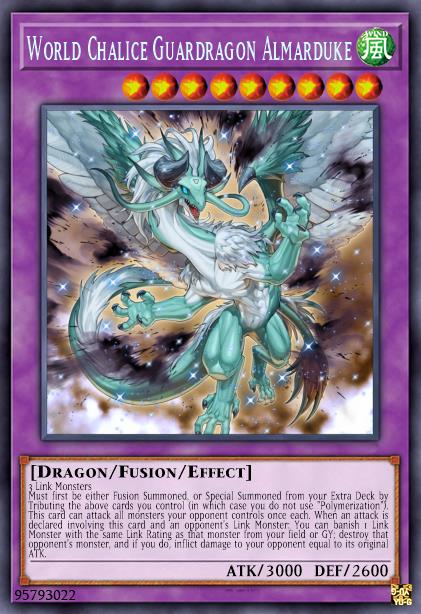 World Chalice Guardragon Almarduke
WIND
風
[Dragon/Fusion/Effect]
3 Link Monsters
Must first be either Fusion Summoned, or Special Summoned from your Extra Deck by
Tributing the above cards you control (in which case you do not use "Polymerization").
This card can attack all monsters your opponent controls once each. When an attack is
declared involving this card and an opponent's Link Monster: You can banish 1 Link
Monster with the same Link Rating as that monster from your field or GY; destroy that
opponent's monster, and if you do, inflict damage to your opponent equal to its original
ATK.
ATK/3000 DEF/2600
95793022